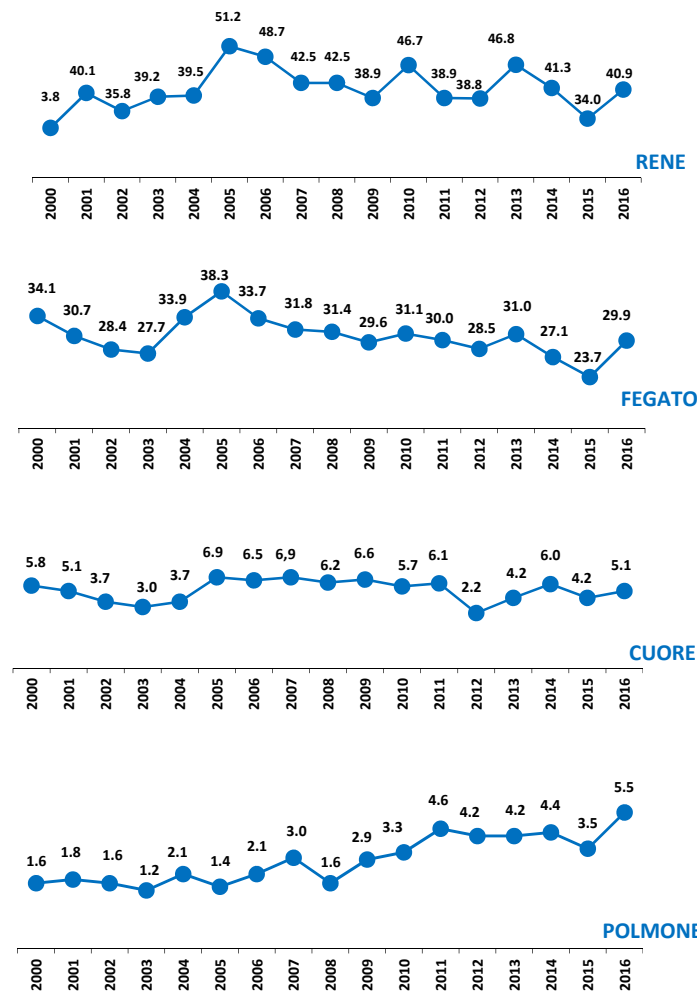 3.8 40.1 35.8 39.2 39.5 51.2 48.7 42.5 42.5 38.9 46.7 38.9 38.8 46.8 41.3 34.0 40.9
RENE
2000 2001 2002 2003 2004 2005 2006 2007 2008 2009 2010 2011 2012 2013 2014 2015 2016
34.1 30.7 28.4 27.7 33.9 38.3 33.7 31.8 31.4 29.6 31.1 30.0 28.5 31.0 27.1 23.7 29.9
FEGATO
2000 2001 2002 2003 2004 2005 2006 2007 2008 2009 2010 2011 2012 2013 2014 2015 2016
5.8 5.1 3.7 3.0 3.7 6.9 6.5 6,9 6.2 6.6 5.7 6.1 2.2 4.2 6.0 4.2 5.1
CUORE
2000 2001 2002 2003 2004 2005 2006 2007 2008 2009 2010 2011 2012 2013 2014 2015 2016
1.6 1.8 1.6 1.2 2.1 1.4 2.1 3.0 1.6 2.9 3.3 4.6 4.2 4.2 4.4 3.5 5.5
POLMONE
2000 2001 2002 2003 2004 2005 2006 2007 2008 2009 2010 2011 2012 2013 2014 2015 2016